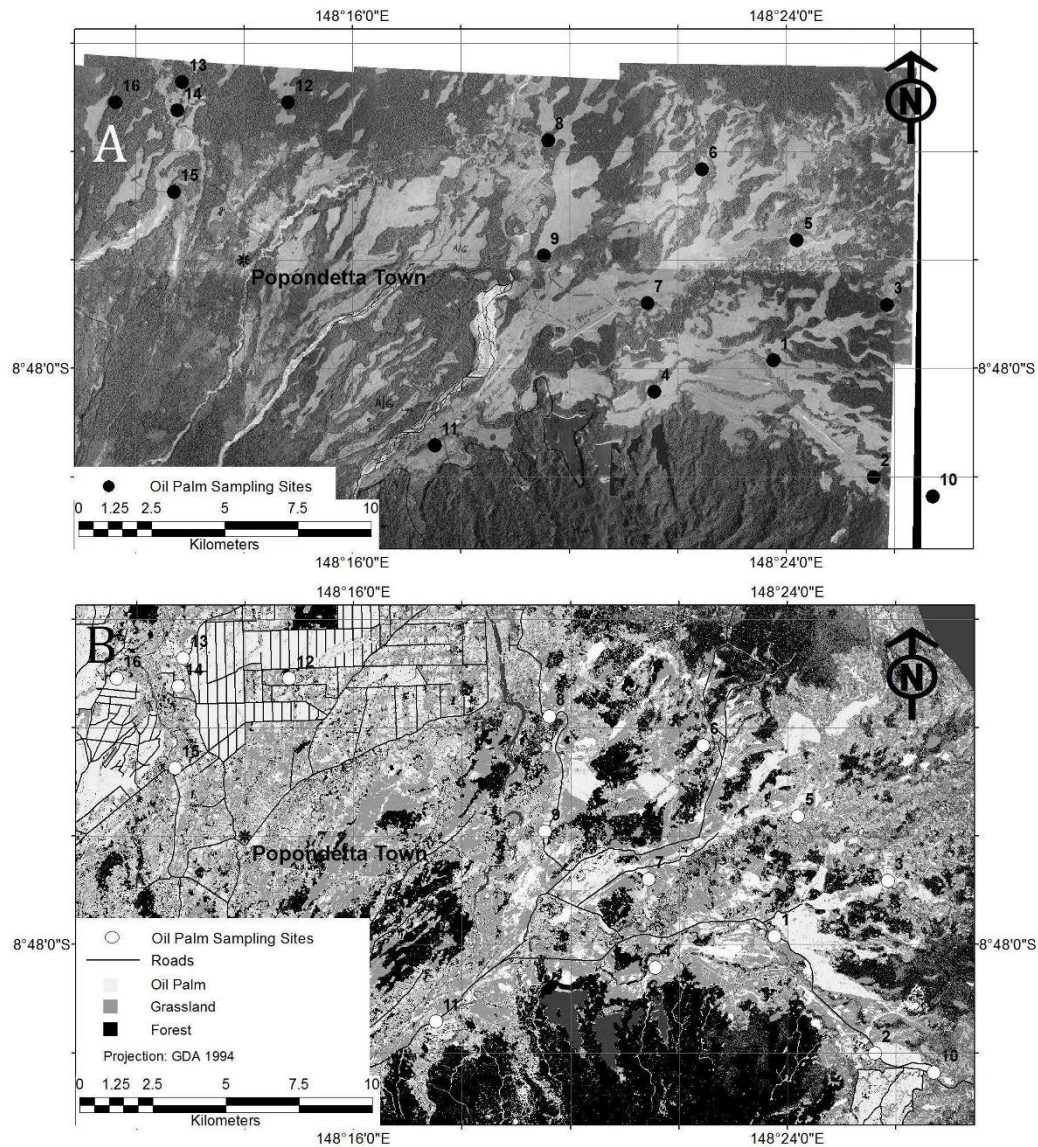 148°16'0"E 148°24'0"E
13
16 12
14
A
N
8
6
15
5
9
A/G
Popondetta Town
7 3
1
8°48'0"S 8°48'0"S
4
A/G
11
2
10
Oil Palm Sampling Sites
0 1.25 2.5 5 7.5 10
Kilometers
148°16'0"E 148°24'0"E
148°16'0"E 148°24'0"E
B
13
16 12
14
N
8
6
15
5
9
Popondetta Town
7 3
1
8°48'0"S 8°48'0"S
Oil Palm Sampling Sites
Roads
11
Oil Palm
Grassland
Forest
2
10
Projection: GDA 1994
0 1.25 2.5 5 7.5 10
Kilometers
148°16'0"E 148°24'0"E